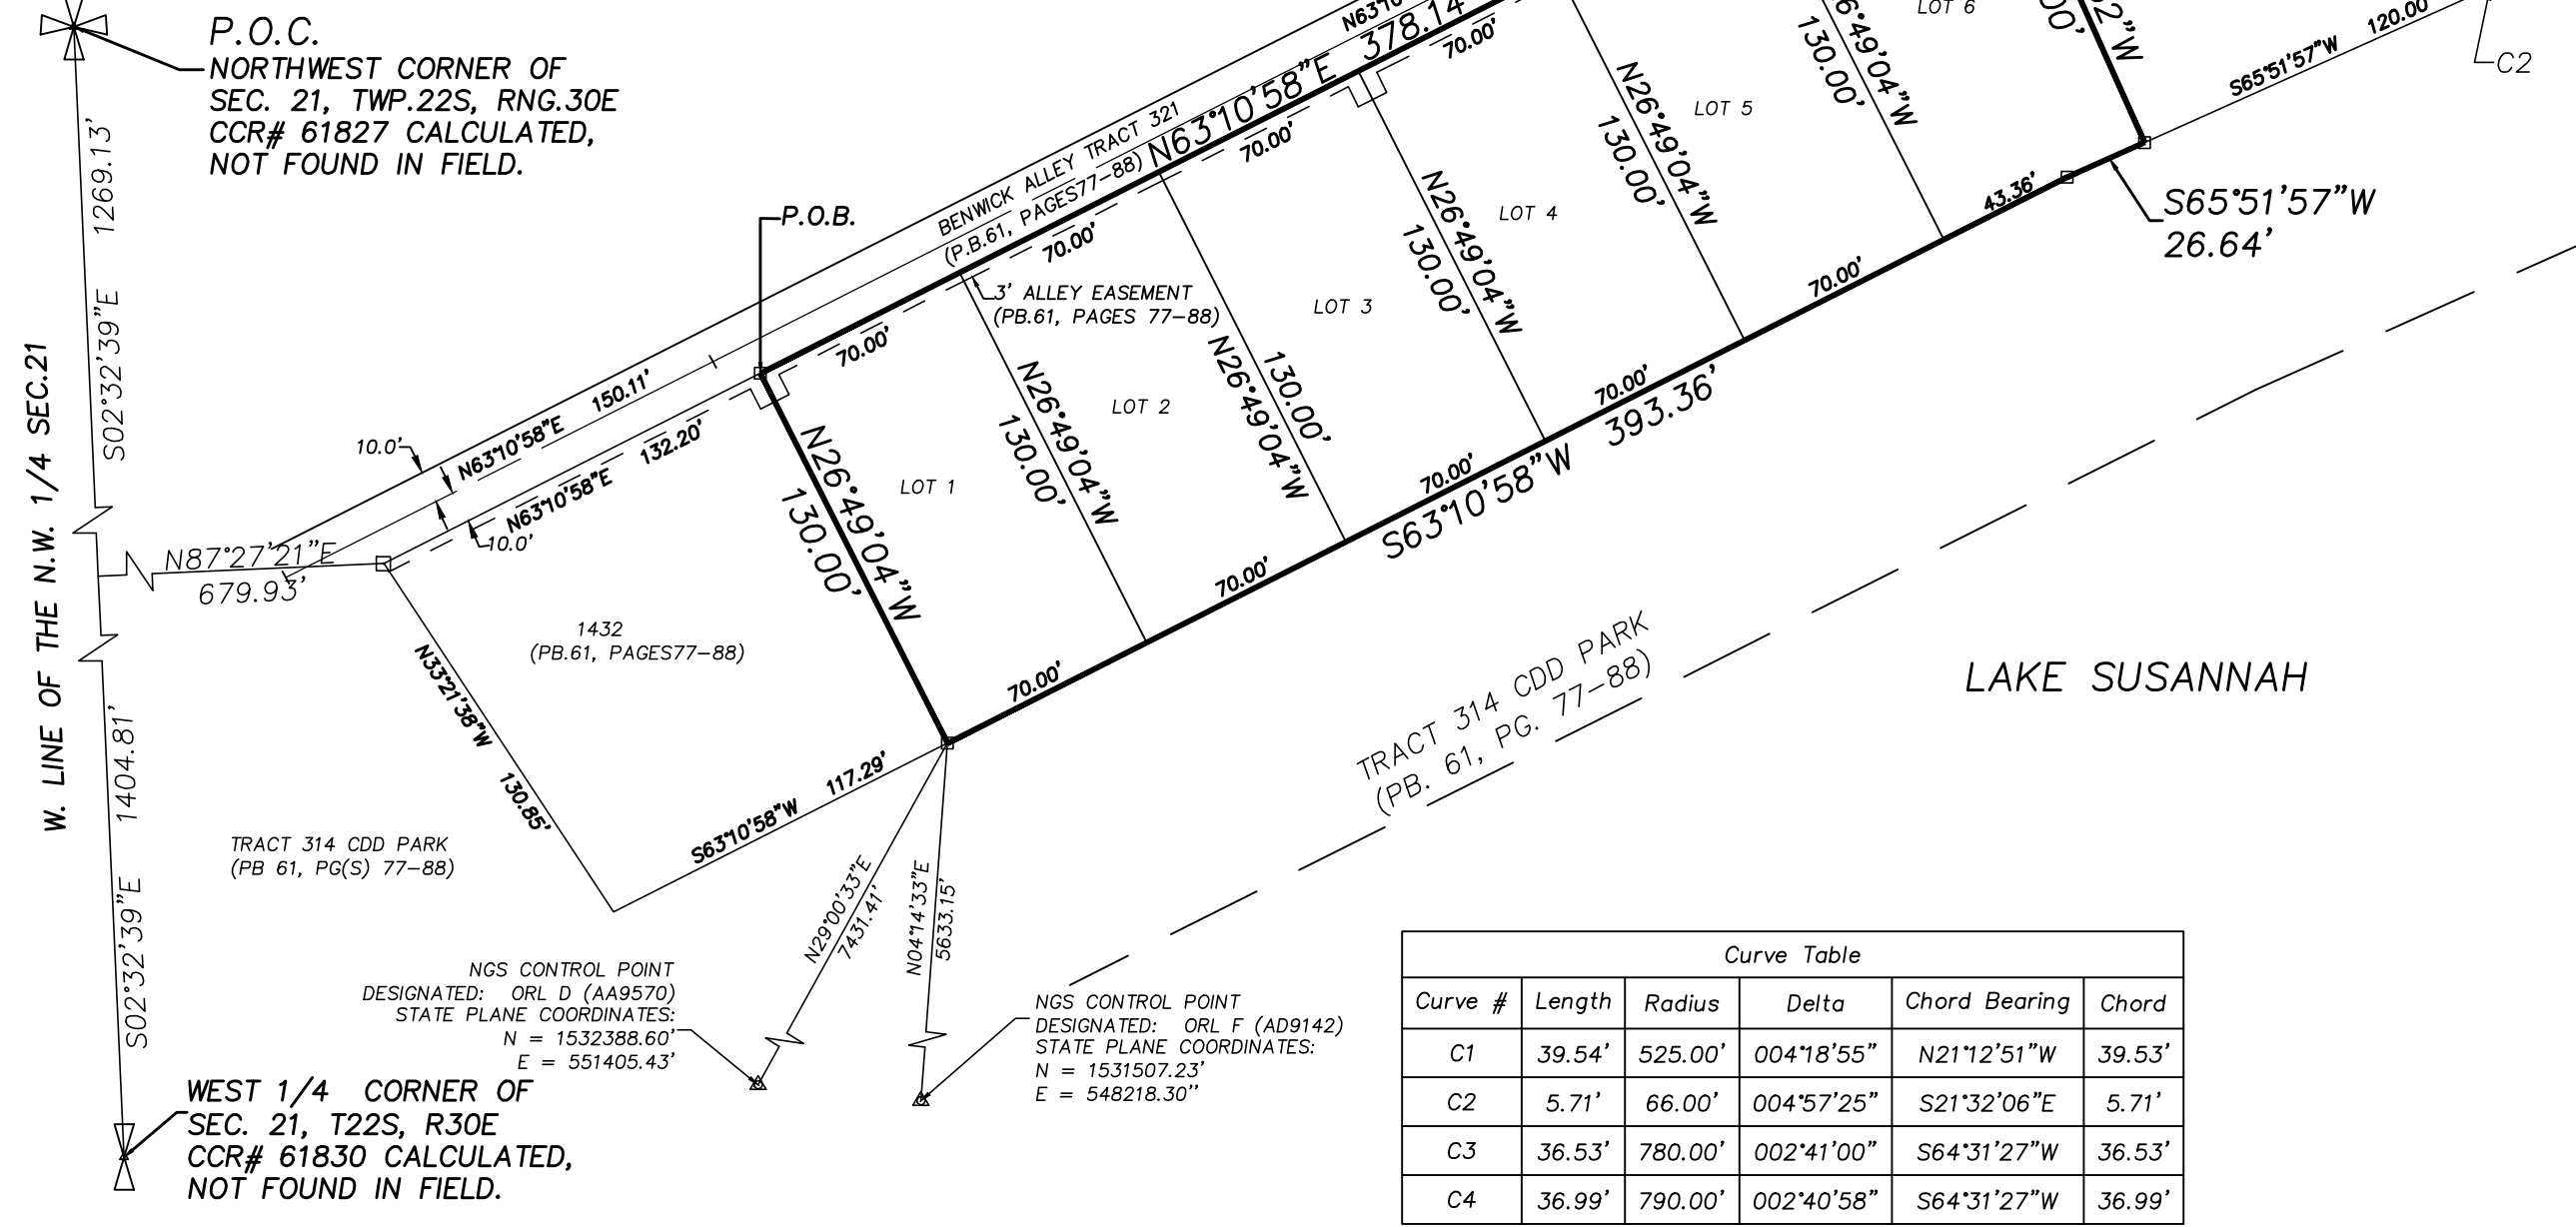 P.O.C.
NORTHWEST CORNER OF
SEC. 21, TWP.22S, RNG.30E
CCR# 61827 CALCULATED,
NOT FOUND IN FIELD.
S02°32'39"E 1269.13'
W. LINE OF THE N.W. 1/4 SEC.21
S02°32'39"E 1404.81'
WEST 1/4 CORNER OF
SEC. 21, T22S, R30E
CCR# 61830 CALCULATED,
NOT FOUND IN FIELD.
N87°27'21"E
679.93'
10.0'
N63°10'58"E 150.11'
N63°10'58"E 132.20'
10.0'
P.O.B.
BENWICK ALLEY TRACT 321
(P.B.61, PAGES77-88)
N63°10'58"E 378.14'
70.00'
70.00'
70.00'
70.00'
3' ALLEY EASEMENT
(PB.61, PAGES 77-88)
1432
(PB.61, PAGES77-88)
N33°21'38"W 130.85'
S63°10'58"W 117.29'
TRACT 314 CDD PARK
(PB 61, PG(S) 77-88)
N26°49'04"W
130.00'
LOT 1
N26°49'04"W
130.00'
LOT 2
N26°49'04"W
130.00'
LOT 3
N26°49'04"W
130.00'
LOT 4
N26°49'04"W
130.00'
LOT 5
6°49'04"W
130.00'
LOT 6
2"W
00'
S65°51'57"W 120.00'
C2
S65°51'57"W
26.64'
43.36'
70.00'
70.00'
70.00'
70.00'
70.00'
S63°10'58"W 393.36'
TRACT 314 CDD PARK
(PB. 61, PG. 77-88)
LAKE SUSANNAH
N29°00'33"E
7431.41'
N04°14'33"E
5633.15'
NGS CONTROL POINT
DESIGNATED: ORL D (AA9570)
STATE PLANE COORDINATES:
N = 1532388.60'
E = 551405.43'
NGS CONTROL POINT
DESIGNATED: ORL F (AD9142)
STATE PLANE COORDINATES:
N = 1531507.23'
E = 548218.30''
Curve Table
Curve # Length Radius Delta Chord Bearing Chord
C1 39.54' 525.00' 004°18'55" N21°12'51"W 39.53'
C2 5.71' 66.00' 004°57'25" S21°32'06"E 5.71'
C3 36.53' 780.00' 002°41'00" S64°31'27"W 36.53'
C4 36.99' 790.00' 002°40'58" S64°31'27"W 36.99'